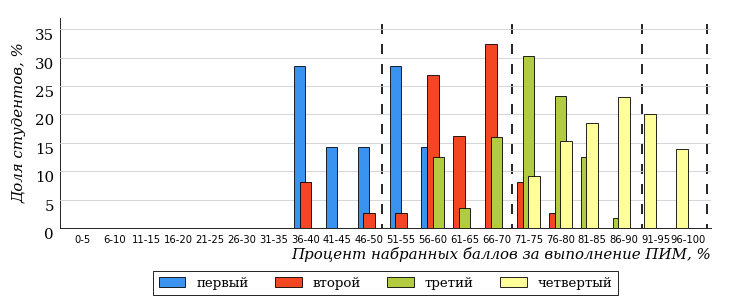 Доля студентов, %
35
30
25
20
15
10
5
0
0-5 6-10 11-15 16-20 21-25 26-30 31-35 36-40 41-45 46-50 51-55 56-60 61-65 66-70 71-75 76-80 81-85 86-90 91-95 96-100
Процент набранных баллов за выполнение ПИМ, %
первый второй третий четвертый